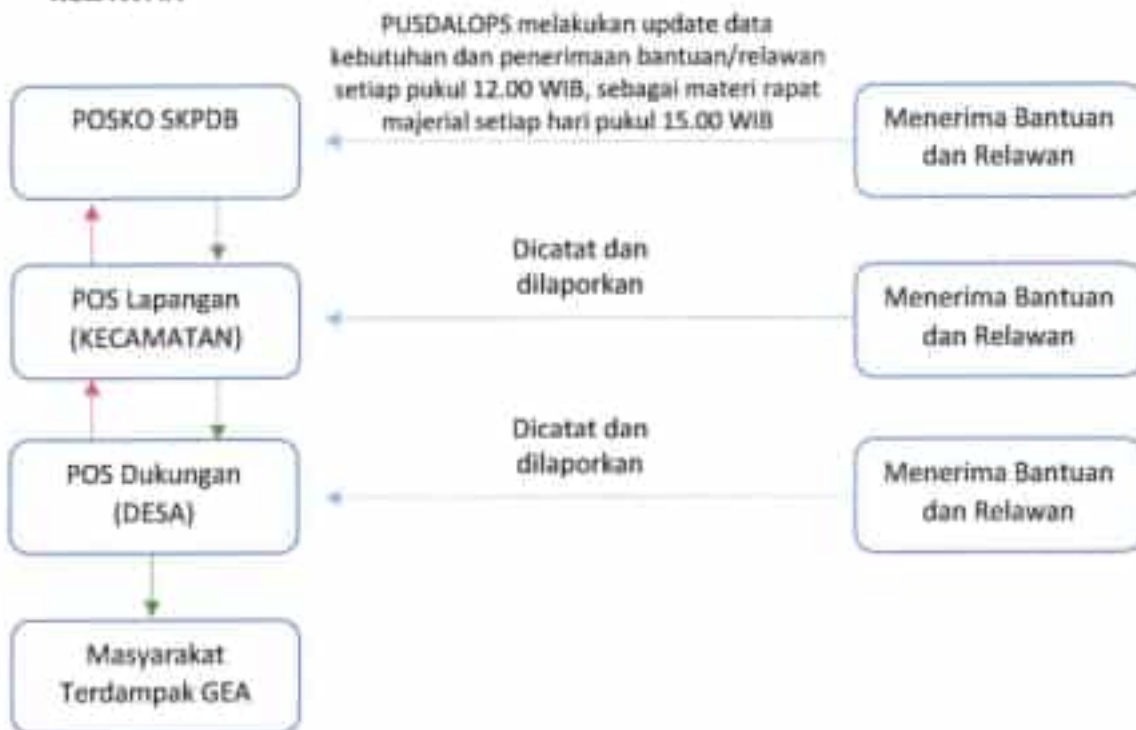 PUSDALOPS melakukan update data
kebutuhan dan penerimaan bantuan/relawan
setiap pukul 12.00 WIB, sebagai materi rapat
majerial setiap hari pukul 15.00 WIB
POSKO SKPDB
Menerima Bantuan
dan Relawan
Dicatat dan
dilaporkan
POS Lapangan
(KECAMATAN)
Menerima Bantuan
dan Relawan
Dicatat dan
dilaporkan
POS Dukungan
(DESA)
Menerima Bantuan
dan Relawan
Masyarakat
Terdampak GEA